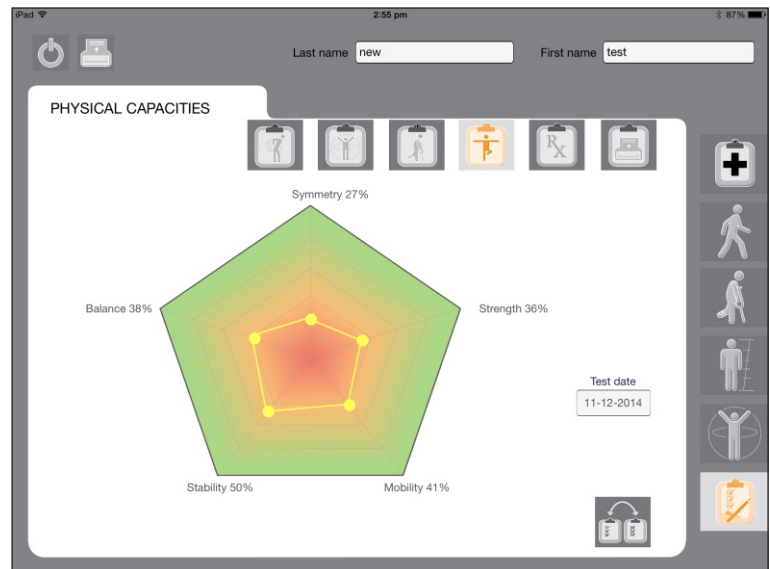 iPad 2:55 pm 87%
Last name new First name test
PHYSICAL CAPACITIES
Rx
Symmetry 27%
Balance 38% Strength 36%
Test date
11-12-2014
Stability 50% Mobility 41%